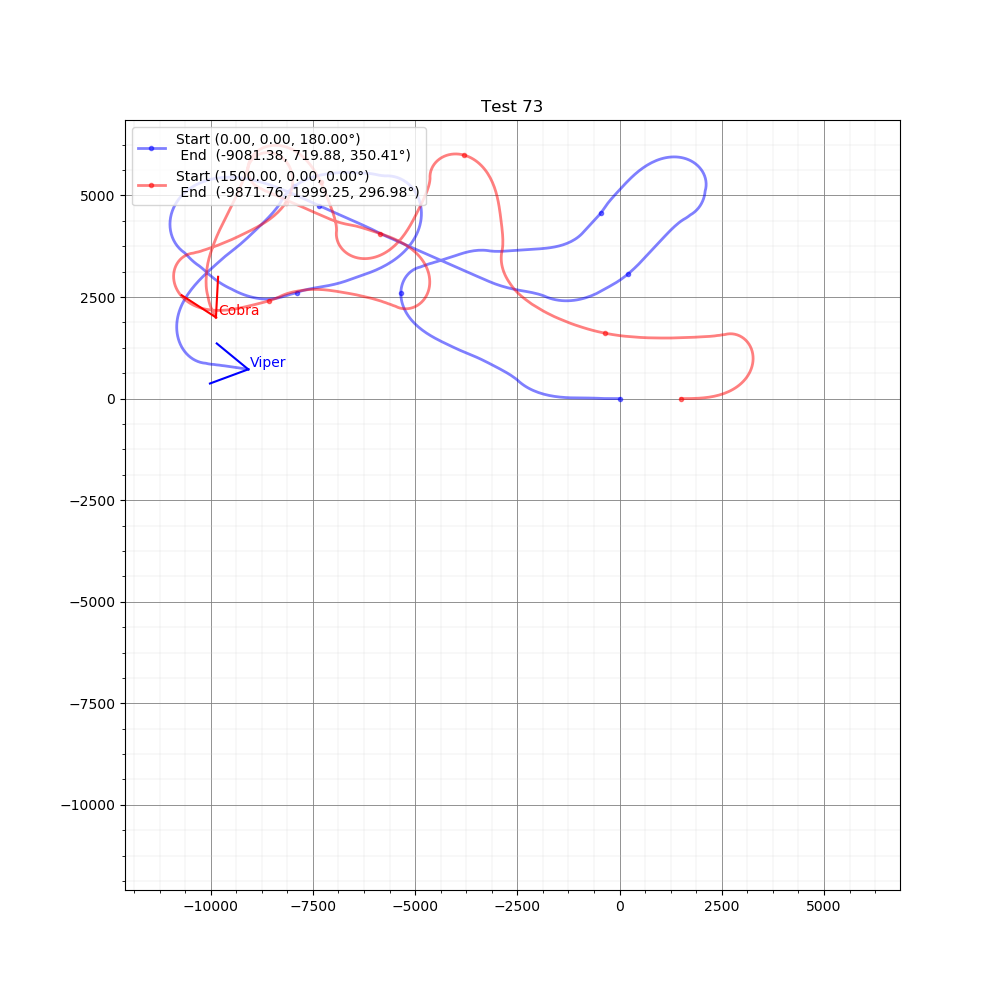 Test 73
Start (0.00, 0.00, 180.00°)
End (-9081.38, 719.88, 350.41°)
Start (1500.00, 0.00, 0.00°)
End (-9871.76, 1999.25, 296.98°)
5000
2500
0
−2500
−5000
−7500
−10000
Cobra
Viper
−10000
−7500
−5000
−2500
0
2500
5000